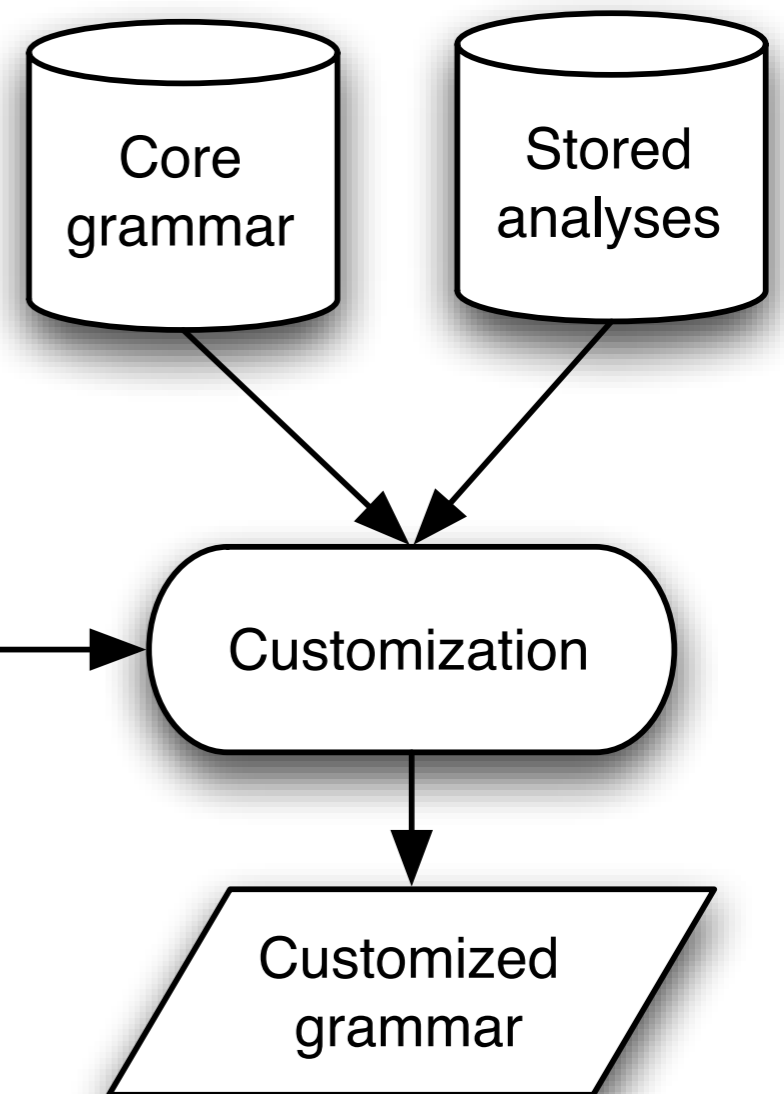 Core
grammar
Stored
analyses
Customization
Customized
grammar